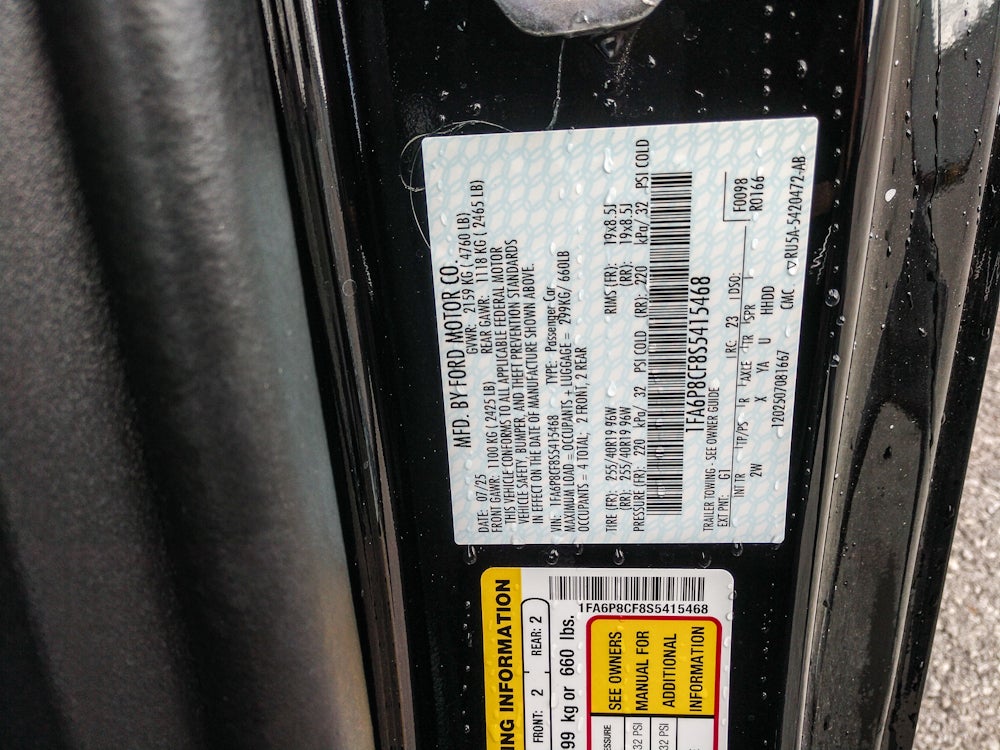 MFD. BY FORD MOTOR CO.
DATE: 07/25 GVWR: 2159 KG ( 4760 LB)
FRONT GAWR: 1100 KG ( 2425 LB) REAR GAWR: 1118 KG ( 2465 LB)
THIS VEHICLE CONFORMS TO ALL APPLICABLE FEDERAL MOTOR
VEHICLE SAFETY, BUMPER, AND THEFT PREVENTION STANDARDS
IN EFFECT ON THE DATE OF MANUFACTURE SHOWN ABOVE.
VIN: 1FA6P8CF8S5415468 TYPE: Passenger Car
MAXIMUM LOAD = OCCUPANTS + LUGGAGE = 299KG/ 660LB
OCCUPANTS = 4 TOTAL; 2 FRONT, 2 REAR
TIRE (FR): 255/40R19 96W RIMS (FR): 19x8.5J
(RR): 255/40R19 96W (RR): 19x8.5J
PRESSURE (FR): 220 kPa/ 32 PSI COLD (RR): 220 kPa/ 32 PSI COLD
1FA6P8CF8S5415468
TRAILER TOWING - SEE OWNER GUIDE
EXT PNT: G1 RC: 23 DSO: F0098
R0166
INT TR TP/PS R AXLE TR SPR
2W X YA U HHDD
120250708 1667 CMC RU5A-5420472-AB
NG INFORMATION
FRONT: 2 REAR: 2
99 kg or 660 lbs.
1FA6P8CF8S5415468
SSURE
32 PSI
32 PSI
SEE OWNERS
MANUAL FOR
ADDITIONAL
INFORMATION